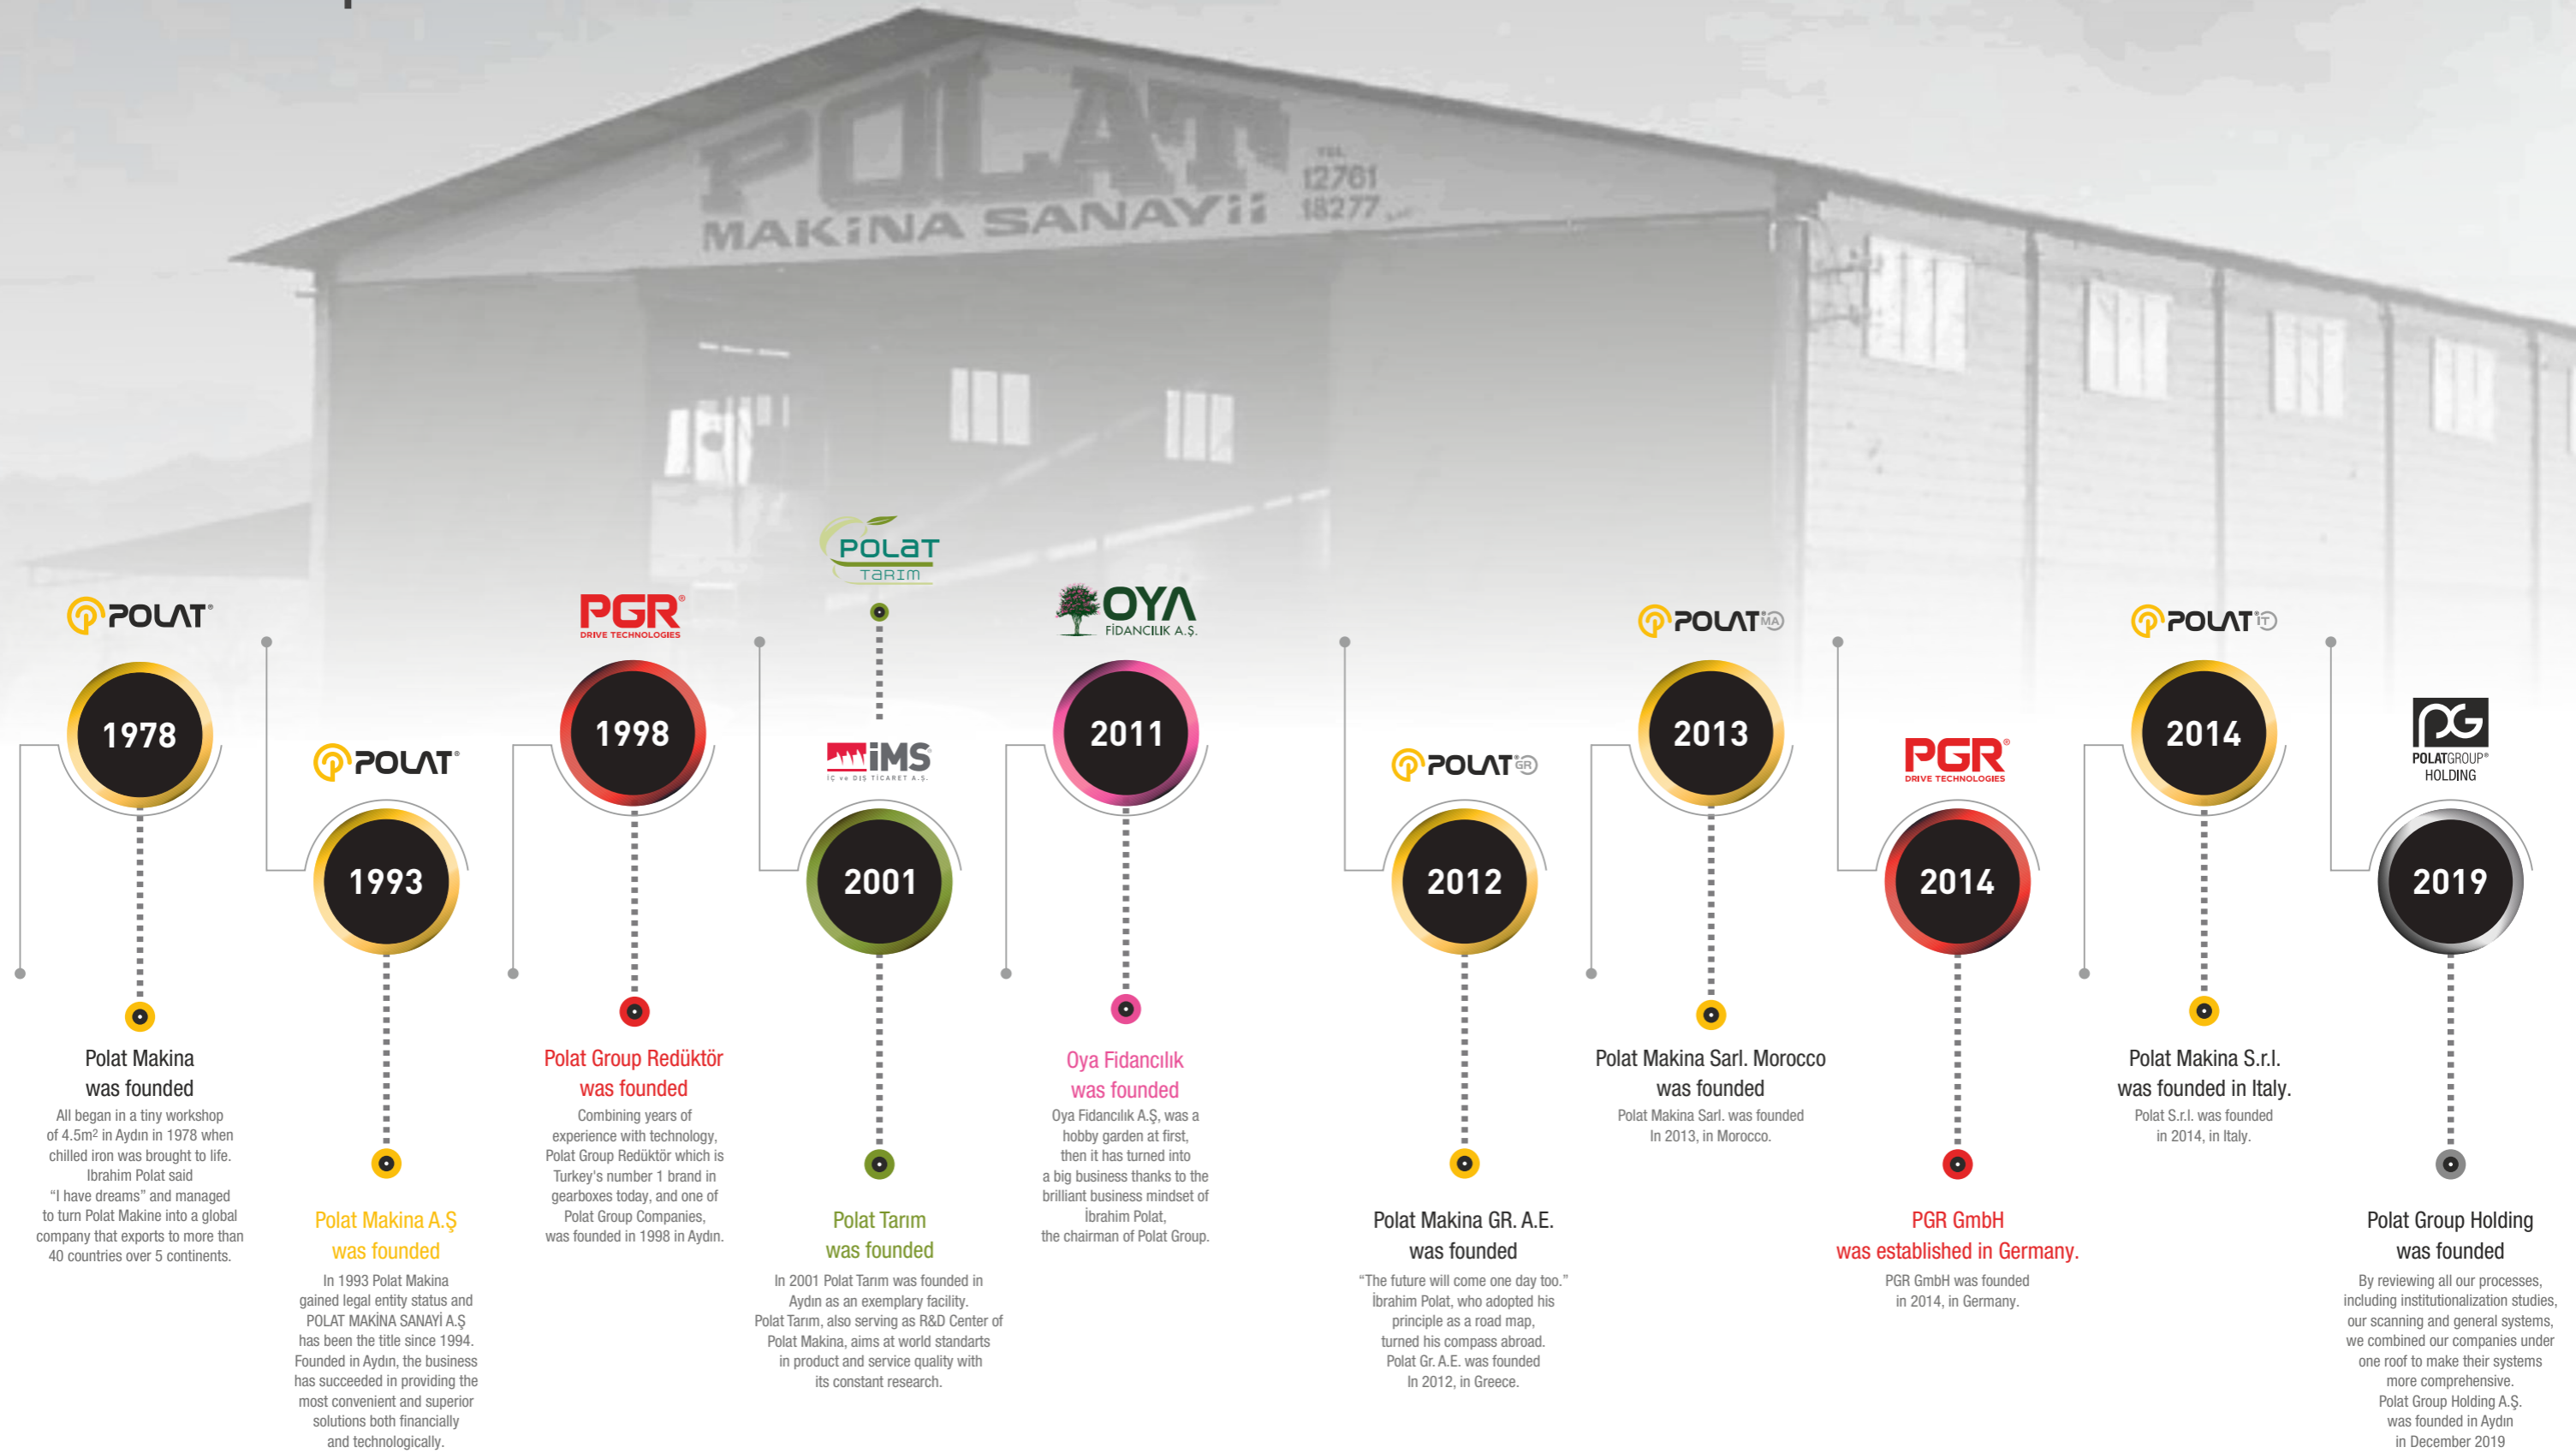 POLAT
MAKiNA SANAYii
TEL.
12761
18277
POLAT®
1978
Polat Makina
was founded
All began in a tiny workshop
of 4.5m² in Aydın in 1978 when
chilled iron was brought to life.
Ibrahim Polat said
“I have dreams” and managed
to turn Polat Makine into a global
company that exports to more than
40 countries over 5 continents.
POLAT®
1993
Polat Makina A.Ş
was founded
In 1993 Polat Makina
gained legal entity status and
POLAT MAKİNA SANAYİ A.Ş
has been the title since 1994.
Founded in Aydın, the business
has succeeded in providing the
most convenient and superior
solutions both financially
and technologically.
PGR®
DRIVE TECHNOLOGIES
1998
Polat Group Redüktör
was founded
Combining years of
experience with technology,
Polat Group Redüktör which is
Turkey's number 1 brand in
gearboxes today, and one of
Polat Group Companies,
was founded in 1998 in Aydın.
POLaT
TaRIM
iMS
İÇ ve DIŞ TİCARET A.Ş.
2001
Polat Tarım
was founded
In 2001 Polat Tarım was founded in
Aydın as an exemplary facility.
Polat Tarım, also serving as R&D Center of
Polat Makina, aims at world standarts
in product and service quality with
its constant research.
OYA
FİDANCILIK A.Ş.
2011
Oya Fidancılık
was founded
Oya Fidancılık A.Ş, was a
hobby garden at first,
then it has turned into
a big business thanks to the
brilliant business mindset of
İbrahim Polat,
the chairman of Polat Group.
POLAT® GR
2012
Polat Makina GR. A.E.
was founded
“The future will come one day too.”
İbrahim Polat, who adopted his
principle as a road map,
turned his compass abroad.
Polat Gr. A.E. was founded
In 2012, in Greece.
POLAT® MA
2013
Polat Makina Sarl. Morocco
was founded
Polat Makina Sarl. was founded
In 2013, in Morocco.
PGR®
DRIVE TECHNOLOGIES
2014
PGR GmbH
was established in Germany.
PGR GmbH was founded
in 2014, in Germany.
POLAT® IT
2014
Polat Makina S.r.l.
was founded in Italy.
Polat S.r.l. was founded
in 2014, in Italy.
PG
POLATGROUP®
HOLDING
2019
Polat Group Holding
was founded
By reviewing all our processes,
including institutionalization studies,
our scanning and general systems,
we combined our companies under
one roof to make their systems
more comprehensive.
Polat Group Holding A.Ş.
was founded in Aydın
in December 2019